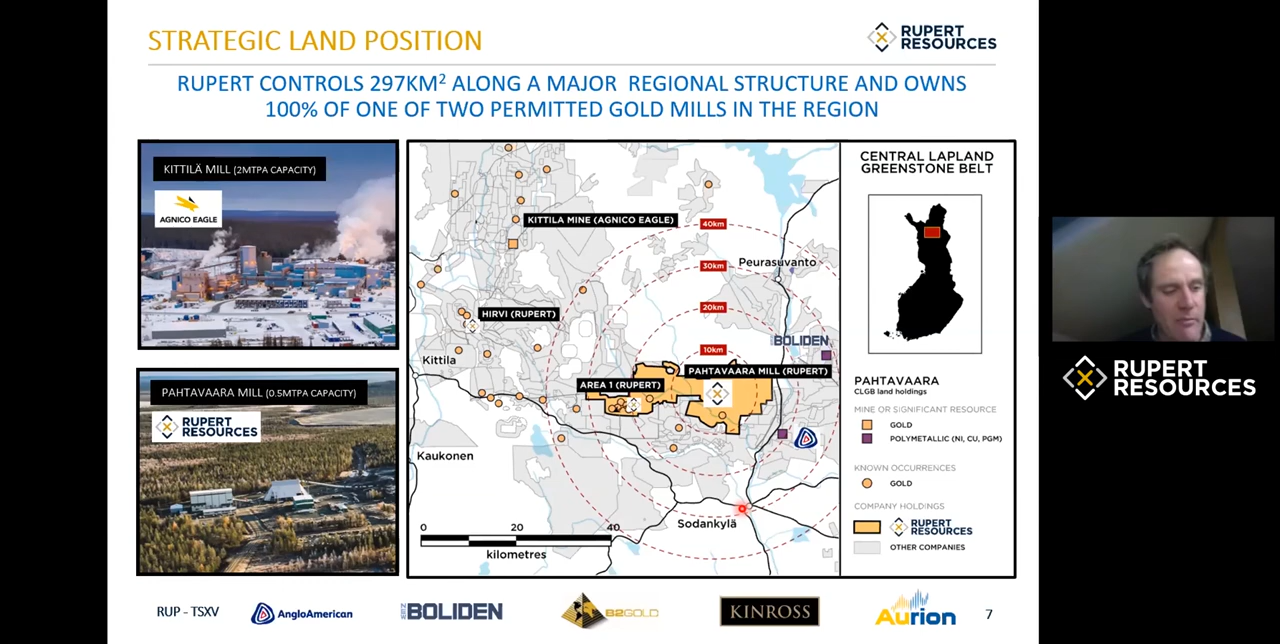 STRATEGIC LAND POSITION
RUPERT
RESOURCES
RUPERT CONTROLS 297KM² ALONG A MAJOR REGIONAL STRUCTURE AND OWNS
100% OF ONE OF TWO PERMITTED GOLD MILLS IN THE REGION
KITTILÄ MILL (2MTPA CAPACITY)
AGNICO EAGLE
PAHTAVAARA MILL (0.5MTPA CAPACITY)
RUPERT
RESOURCES
KITTILA MINE (AGNICO EAGLE)
40km
30km
Peurasuvanto
20km
HIRVI (RUPERT)
BOLIDEN
10km
Kittila
PAHTAVAARA MILL (RUPERT)
AREA 1 (RUPERT)
Kaukonen
Sodankylä
0 20 40
kilometres
CENTRAL LAPLAND
GREENSTONE BELT
PAHTAVAARA
CLGB land holdings
MINE OR SIGNIFICANT RESOURCE
GOLD
POLYMETALLIC (NI, CU, PGM)
KNOWN OCCURRENCES
GOLD
COMPANY HOLDINGS
RUPERT
RESOURCES
OTHER COMPANIES
RUP - TSXV
AngloAmerican
BOLIDEN
B2GOLD
KINROSS
Aurion
7
RUPERT
RESOURCES